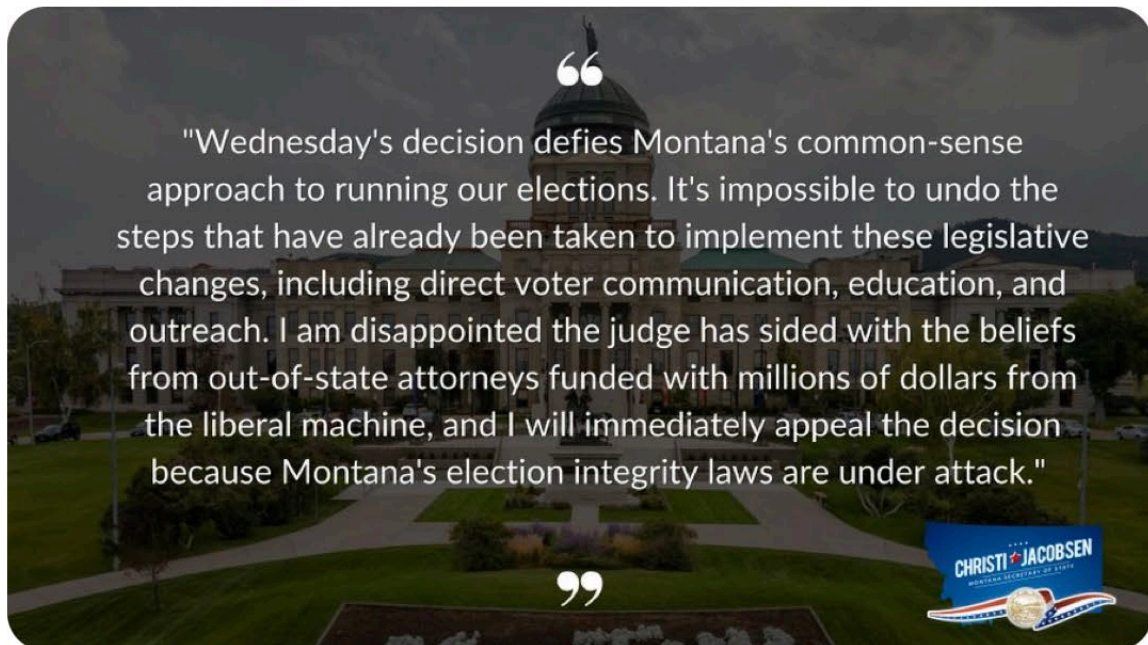 “
"Wednesday's decision defies Montana's common-sense
approach to running our elections. It's impossible to undo the
steps that have already been taken to implement these legislative
changes, including direct voter communication, education, and
outreach. I am disappointed the judge has sided with the beliefs
from out-of-state attorneys funded with millions of dollars from
the liberal machine, and I will immediately appeal the decision
because Montana's election integrity laws are under attack."
”
CHRISTI JACOBSEN
MONTANA SECRETARY OF STATE